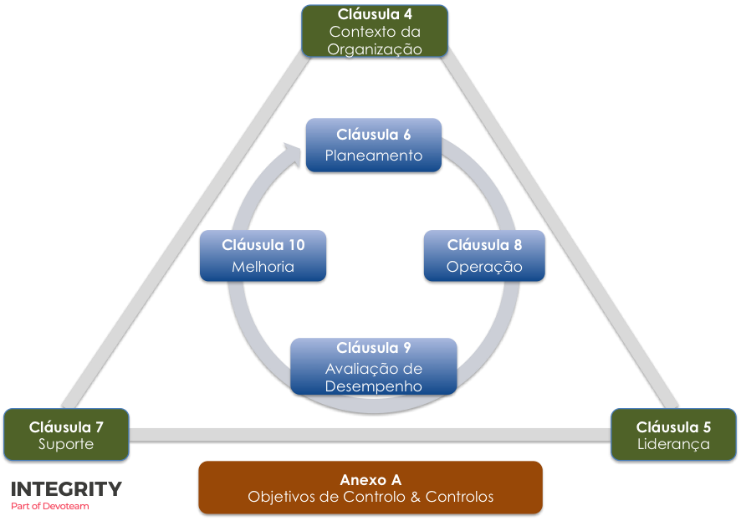 Cláusula 4
Contexto da
Organização
Cláusula 6
Planeamento
Cláusula 10
Melhoria
Cláusula 8
Operação
Cláusula 9
Avaliação de
Desempenho
Cláusula 7
Suporte
Cláusula 5
Liderança
Anexo A
Objetivos de Controlo & Controlos
INTEGRITY
Part of Devoteam